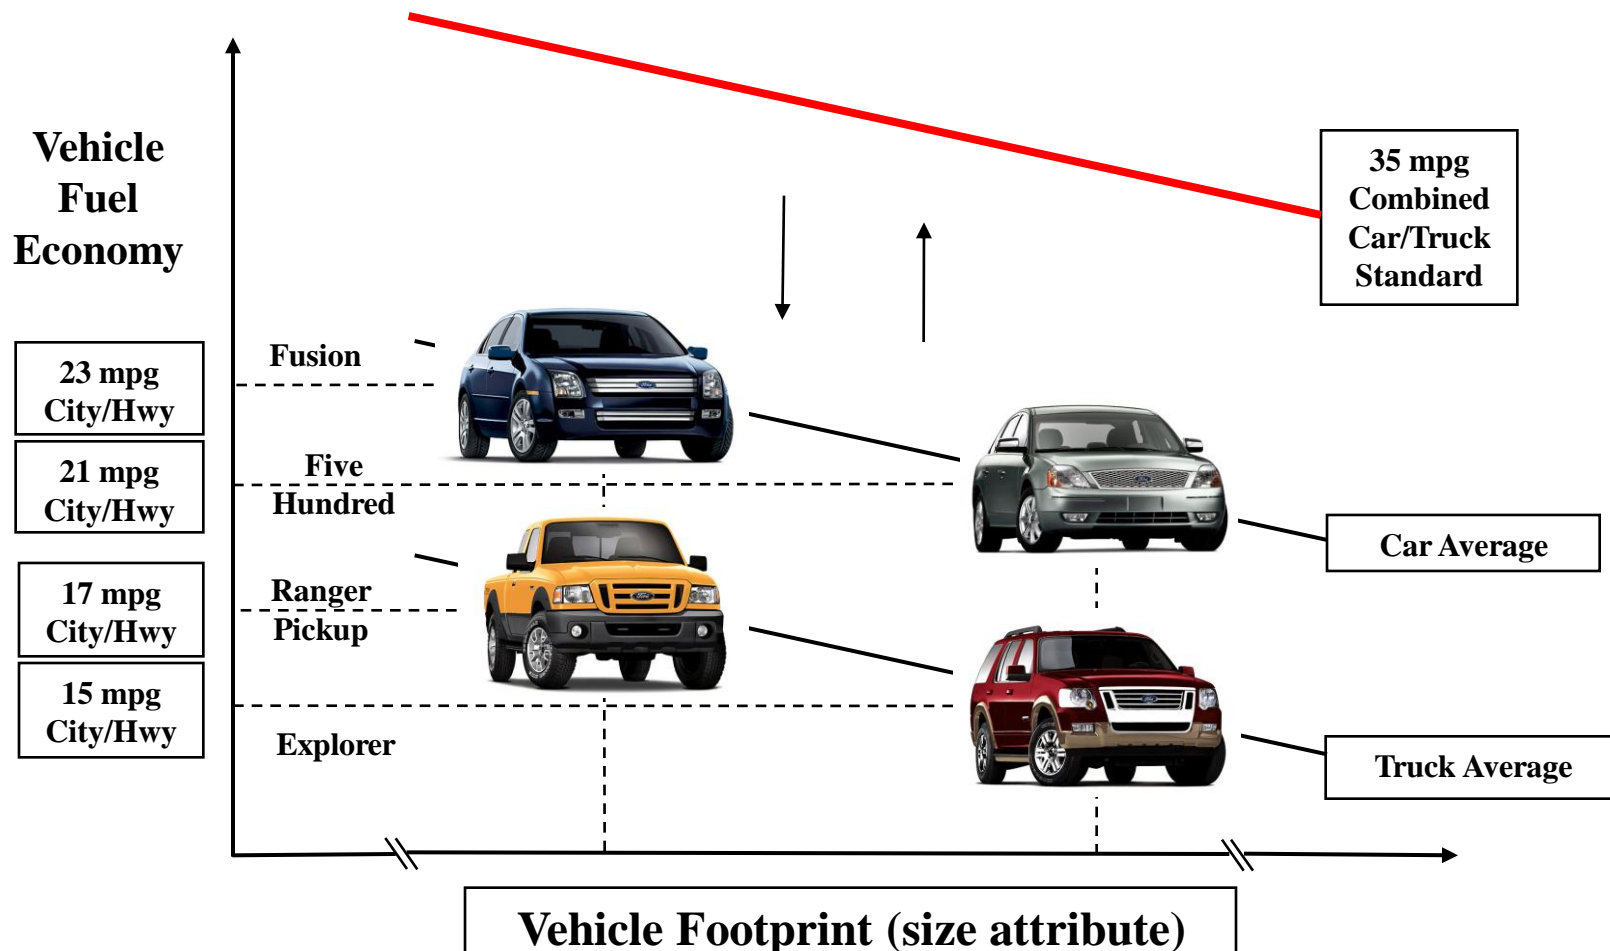 Vehicle
Fuel
Economy
35 mpg
Combined
Car/Truck
Standard
23 mpg
City/Hwy
21 mpg
City/Hwy
17 mpg
City/Hwy
15 mpg
City/Hwy
Fusion
Five
Hundred
Ranger
Pickup
Explorer
Car Average
Truck Average
Vehicle Footprint (size attribute)